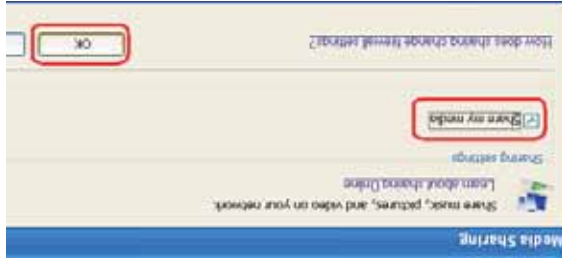 Media Sharing
Share music, pictures, and video on your network.
Learn about sharing Online
Sharing settings
Share my media
How does sharing change firewall settings?
OK